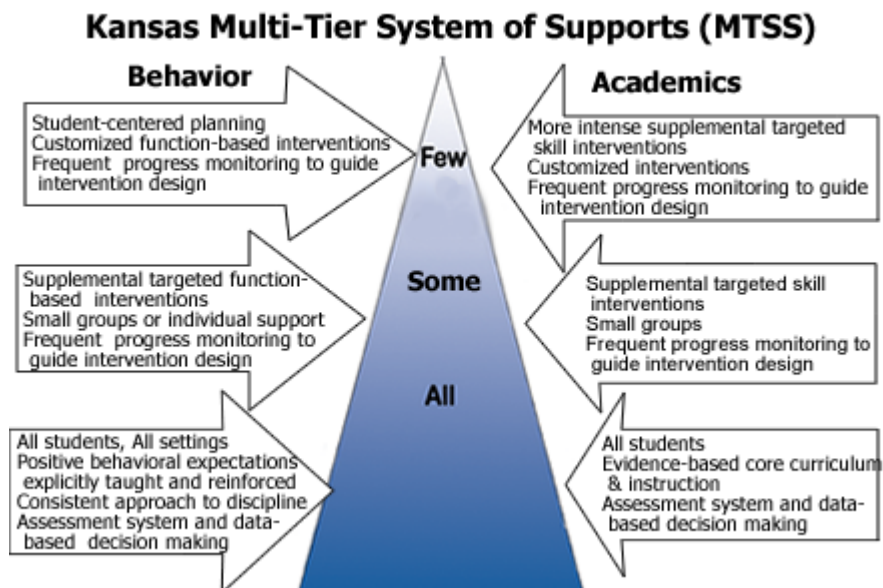 Kansas Multi-Tier System of Supports (MTSS)
Behavior
Student-centered planning
Customized function-based interventions
Frequent progress monitoring to guide
intervention design
Supplemental targeted function-
based interventions
Small groups or individual support
Frequent progress monitoring to
guide intervention design
All students, All settings
Positive behavioral expectations
explicitly taught and reinforced
Consistent approach to discipline
Assessment system and data-
based decision making
Few
Some
All
Academics
More intense supplemental targeted
skill interventions
Customized interventions
Frequent progress monitoring to guide
intervention design
Supplemental targeted skill
interventions
Small groups
Frequent progress monitoring to
guide intervention design
All students
Evidence-based core curriculum
& instruction
Assessment system and data-
based decision making